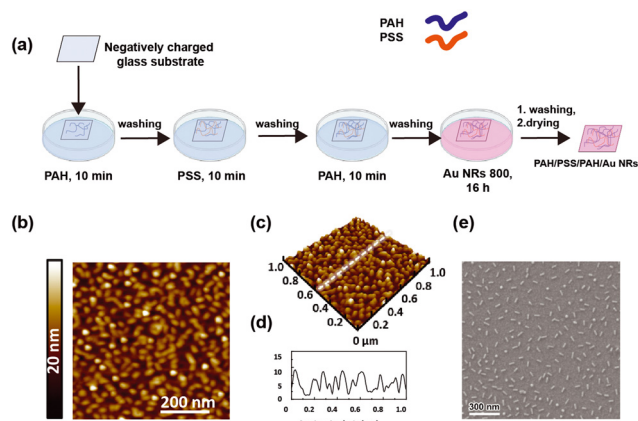 PAH
PSS
(a)
Negatively charged
glass substrate
washing
washing
washing
1. washing,
2.drying
PAH, 10 min
PSS, 10 min
PAH, 10 min
Au NRs 800,
16 h
PAH/PSS/PAH/Au NRs
(b)
20 nm
200 nm
(c)
1.0
0.8
0.6
0.4
0.2
0 µm
0.2
0.4
0.6
0.8
1.0
(d)
15
10
5
0
0 0.2 0.4 0.6 0.8 1.0
(e)
300 nm